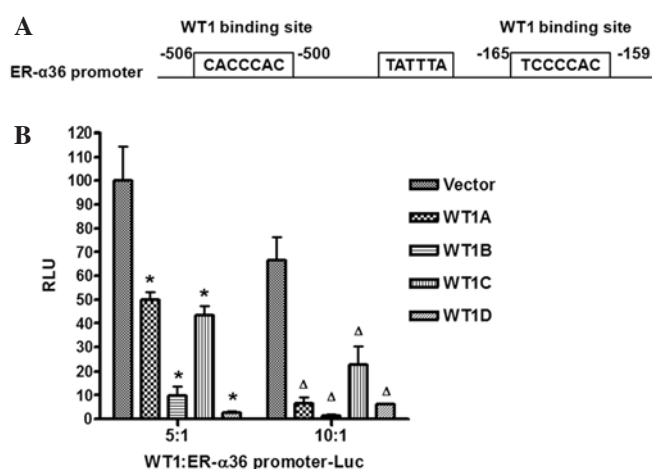 A
WT1 binding site WT1 binding site
-506 CACCCAC -500 TATTTA -165 TCCCCAC -159
ER-α36 promoter
B
120
110
100
90
80
70
60
50
40
30
20
10
0
RLU
* * * *
Δ Δ Δ Δ
5:1 10:1
WT1:ER-α36 promoter-Luc
Vector
WT1A
WT1B
WT1C
WT1D